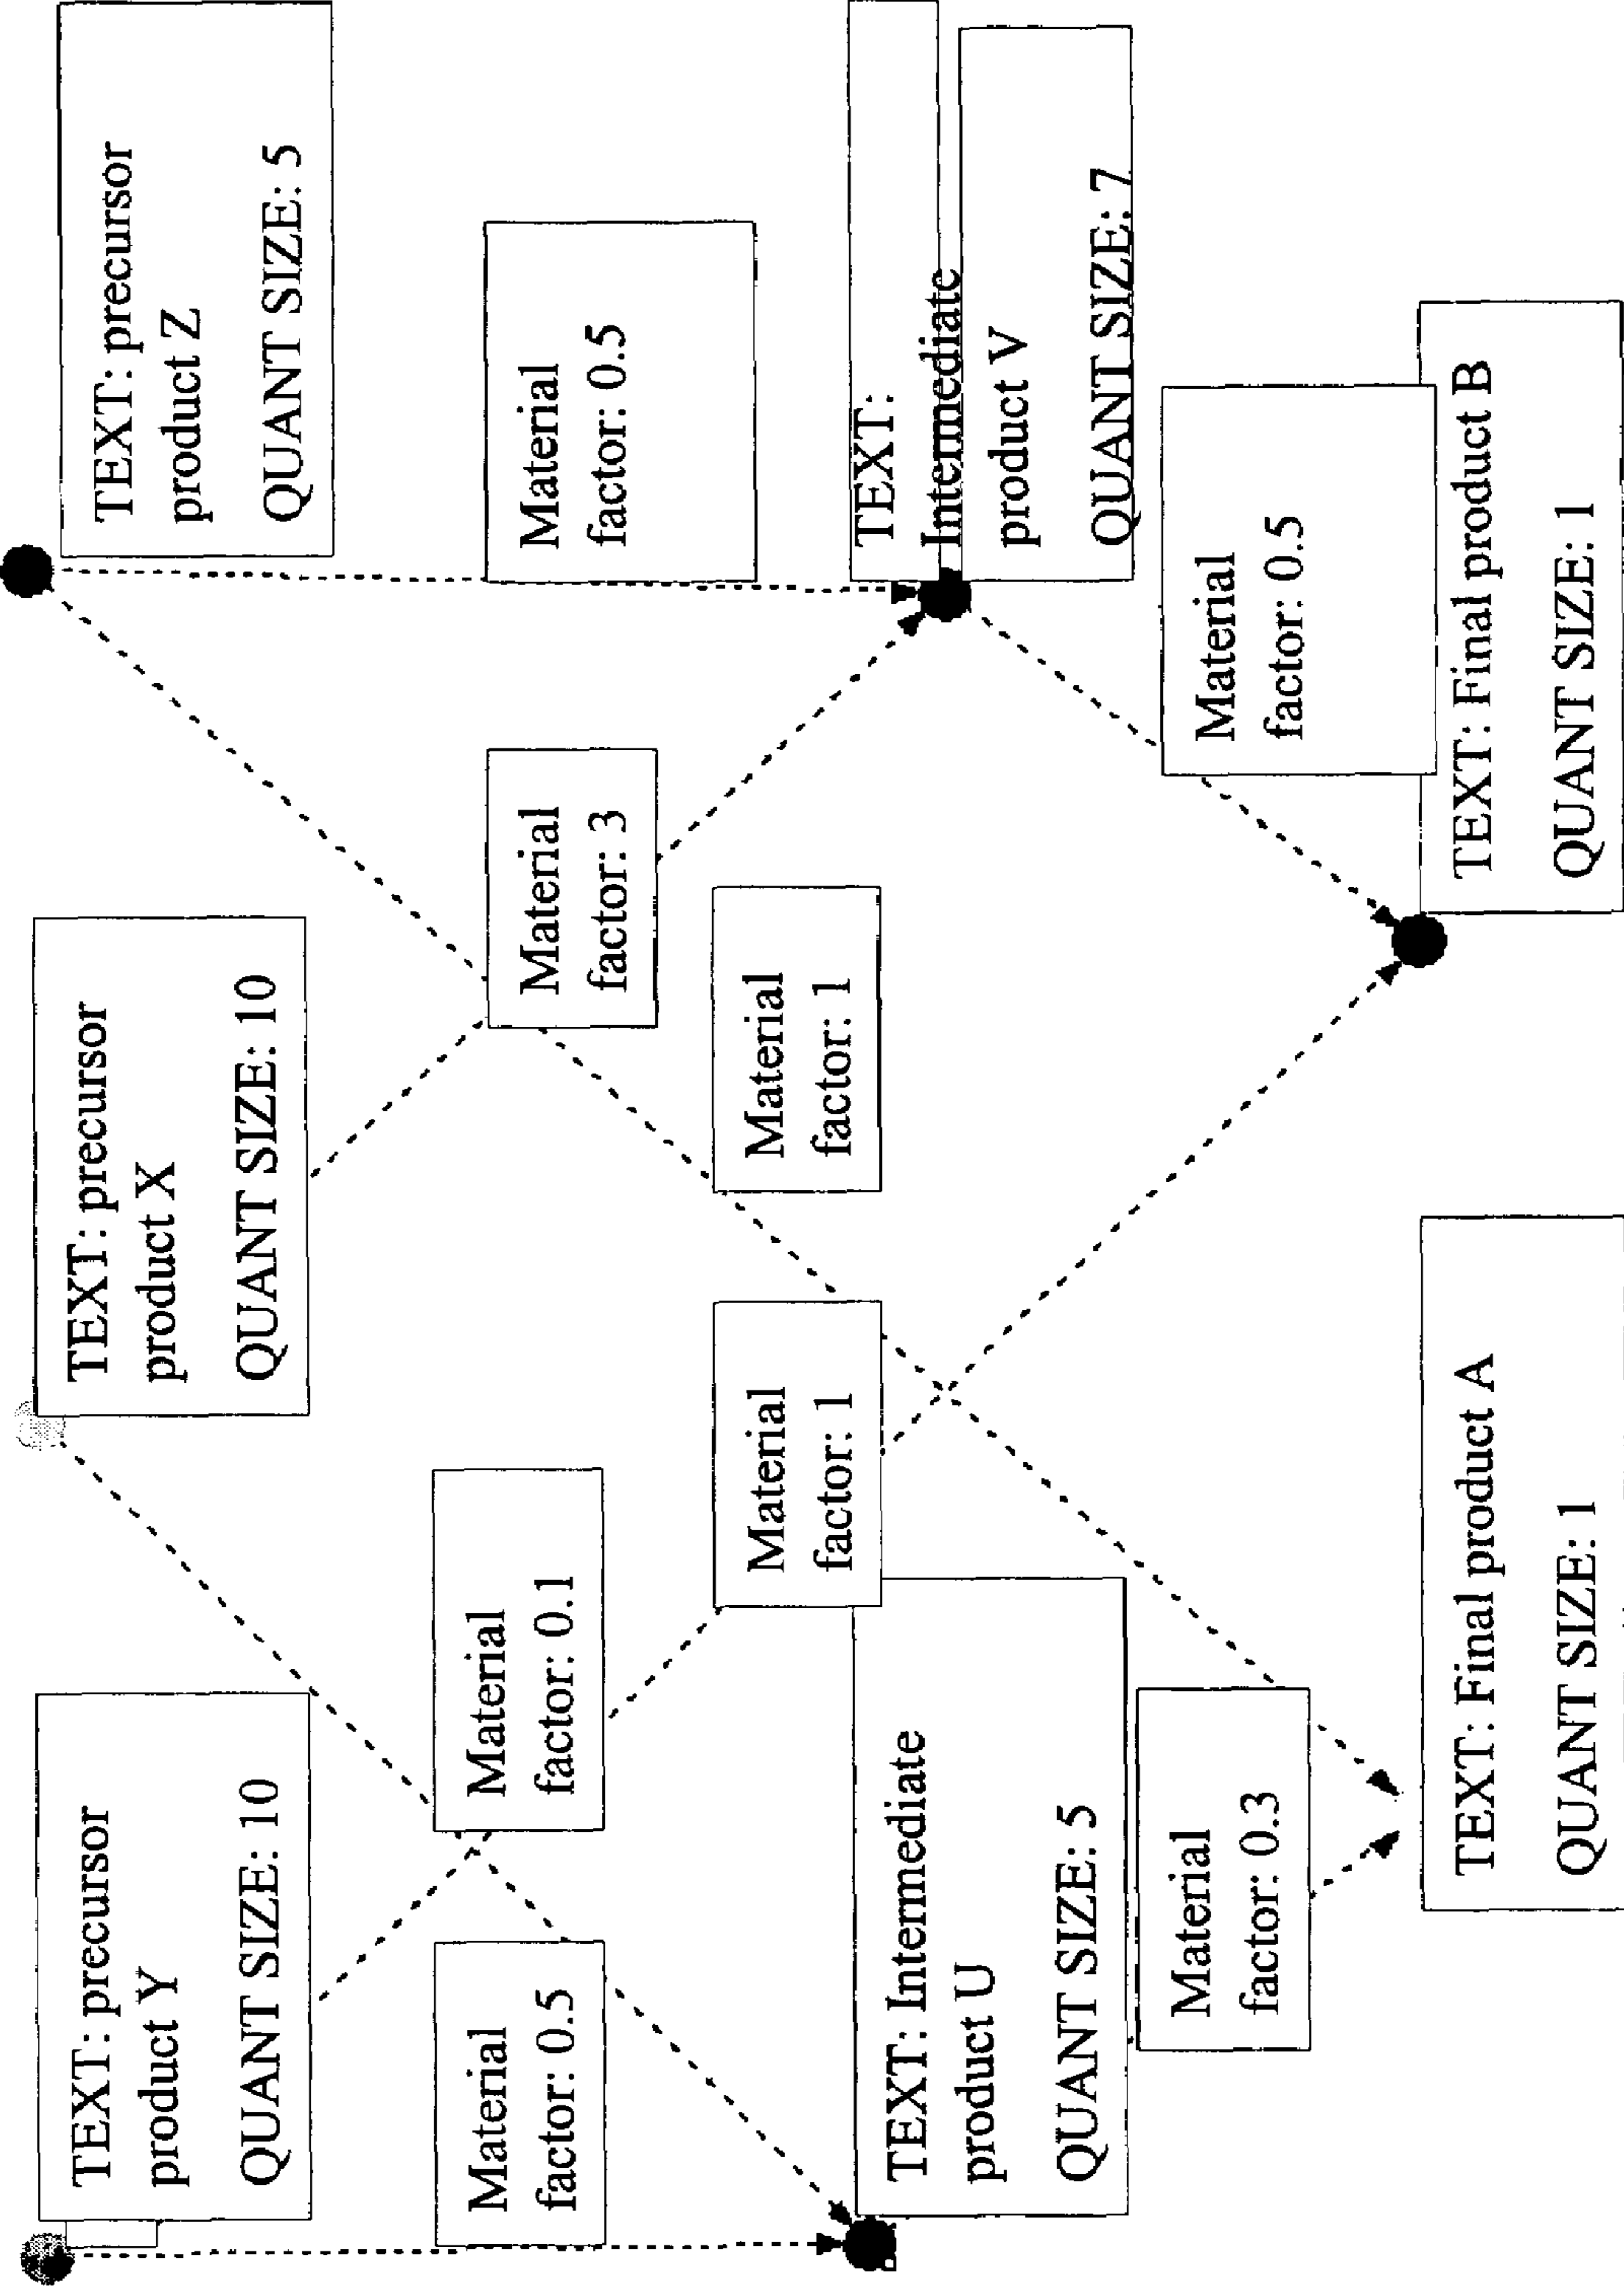 TEXT: precursor
product Y
QUANT SIZE: 10
TEXT: precursor
product X
QUANT SIZE: 10
TEXT: precursor
product Z
QUANT SIZE: 5
Material
factor: 0.5
Material
factor: 0.1
Material
factor: 3
Material
factor: 0.5
Material
factor: 1
Material
factor: 1
TEXT: Intermediate
product U
QUANT SIZE: 5
TEXT:
Intermediate
product V
QUANT SIZE: 7
Material
factor: 0.3
Material
factor: 0.5
TEXT: Final product A
QUANT SIZE: 1
TEXT: Final product B
QUANT SIZE: 1